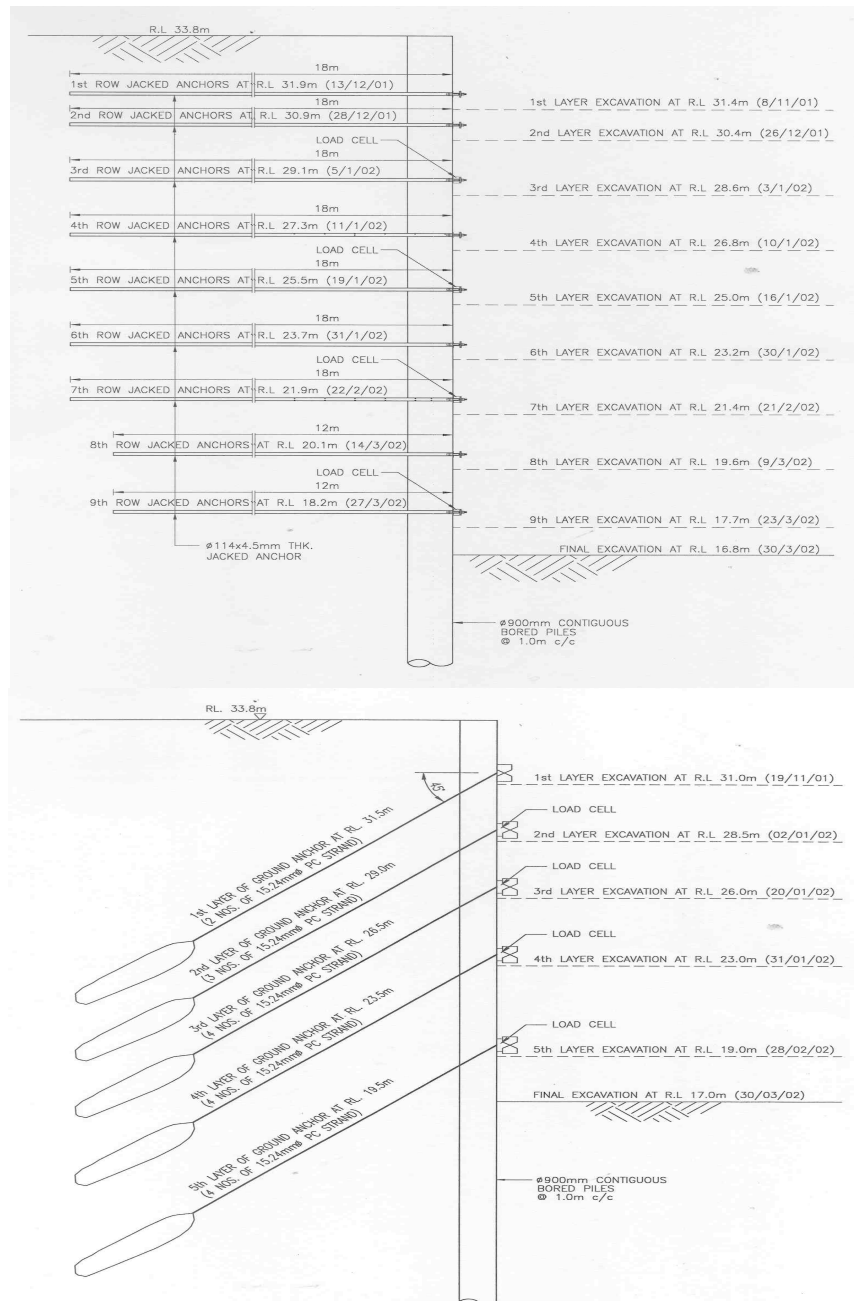 R.L 33.8m
18m
1st ROW JACKED ANCHORS AT R.L 31.9m (13/12/01)
1st LAYER EXCAVATION AT R.L 31.4m (8/11/01)
18m
2nd ROW JACKED ANCHORS AT R.L 30.9m (28/12/01)
2nd LAYER EXCAVATION AT R.L 30.4m (26/12/01)
LOAD CELL
18m
3rd ROW JACKED ANCHORS AT R.L 29.1m (5/1/02)
3rd LAYER EXCAVATION AT R.L 28.6m (3/1/02)
18m
4th ROW JACKED ANCHORS AT R.L 27.3m (11/1/02)
4th LAYER EXCAVATION AT R.L 26.8m (10/1/02)
LOAD CELL
18m
5th ROW JACKED ANCHORS AT R.L 25.5m (19/1/02)
5th LAYER EXCAVATION AT R.L 25.0m (16/1/02)
18m
6th ROW JACKED ANCHORS AT R.L 23.7m (31/1/02)
6th LAYER EXCAVATION AT R.L 23.2m (30/1/02)
LOAD CELL
18m
7th ROW JACKED ANCHORS AT R.L 21.9m (22/2/02)
7th LAYER EXCAVATION AT R.L 21.4m (21/2/02)
12m
8th ROW JACKED ANCHORS AT R.L 20.1m (14/3/02)
8th LAYER EXCAVATION AT R.L 19.6m (9/3/02)
LOAD CELL
12m
9th ROW JACKED ANCHORS AT R.L 18.2m (27/3/02)
9th LAYER EXCAVATION AT R.L 17.7m (23/3/02)
FINAL EXCAVATION AT R.L 16.8m (30/3/02)
ø114x4.5mm THK.
JACKED ANCHOR
ø900mm CONTIGUOUS
BORED PILES
@ 1.0m c/c
RL. 33.8m
45°
1st LAYER EXCAVATION AT R.L 31.0m (19/11/01)
LOAD CELL
2nd LAYER EXCAVATION AT R.L 28.5m (02/01/02)
LOAD CELL
3rd LAYER EXCAVATION AT R.L 26.0m (20/01/02)
LOAD CELL
4th LAYER EXCAVATION AT R.L 23.0m (31/01/02)
LOAD CELL
5th LAYER EXCAVATION AT R.L 19.0m (28/02/02)
FINAL EXCAVATION AT R.L 17.0m (30/03/02)
1st LAYER OF GROUND ANCHOR AT RL. 31.5m
(2 NOS. OF 15.24mmø PC STRAND)
2nd LAYER OF GROUND ANCHOR AT RL. 29.0m
(3 NOS. OF 15.24mmø PC STRAND)
3rd LAYER OF GROUND ANCHOR AT RL. 26.5m
(4 NOS. OF 15.24mmø PC STRAND)
4th LAYER OF GROUND ANCHOR AT RL. 23.5m
(4 NOS. OF 15.24mmø PC STRAND)
5th LAYER OF GROUND ANCHOR AT RL. 19.5m
(4 NOS. OF 15.24mmø PC STRAND)
ø900mm CONTIGUOUS
BORED PILES
@ 1.0m c/c